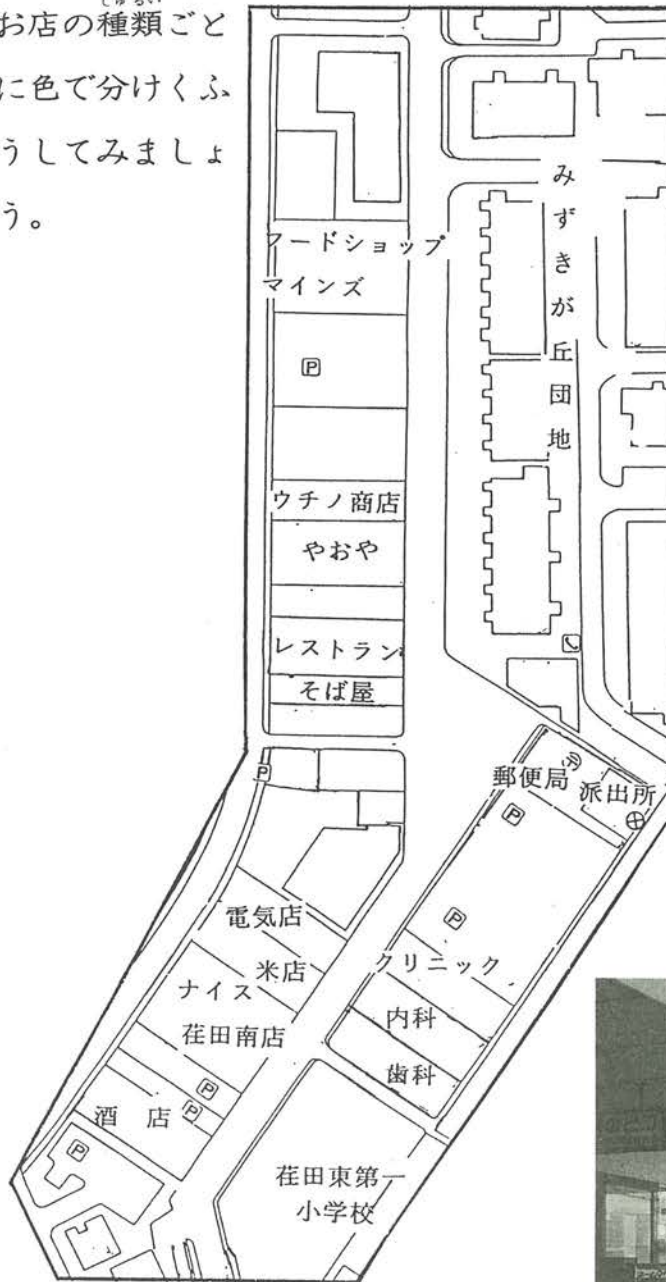 お店の種類ごと
に色で分けくふ
うしてみましょ
う。
みずきが丘団地
フードショップ
マインズ
P
ウチノ商店
やおや
レストラン
そば屋
P
郵便局
派出所
P
P
電気店
米店
ナイス
荏田南店
クリニック
内科
歯科
P
P
酒店
P
荏田東第一
小学校